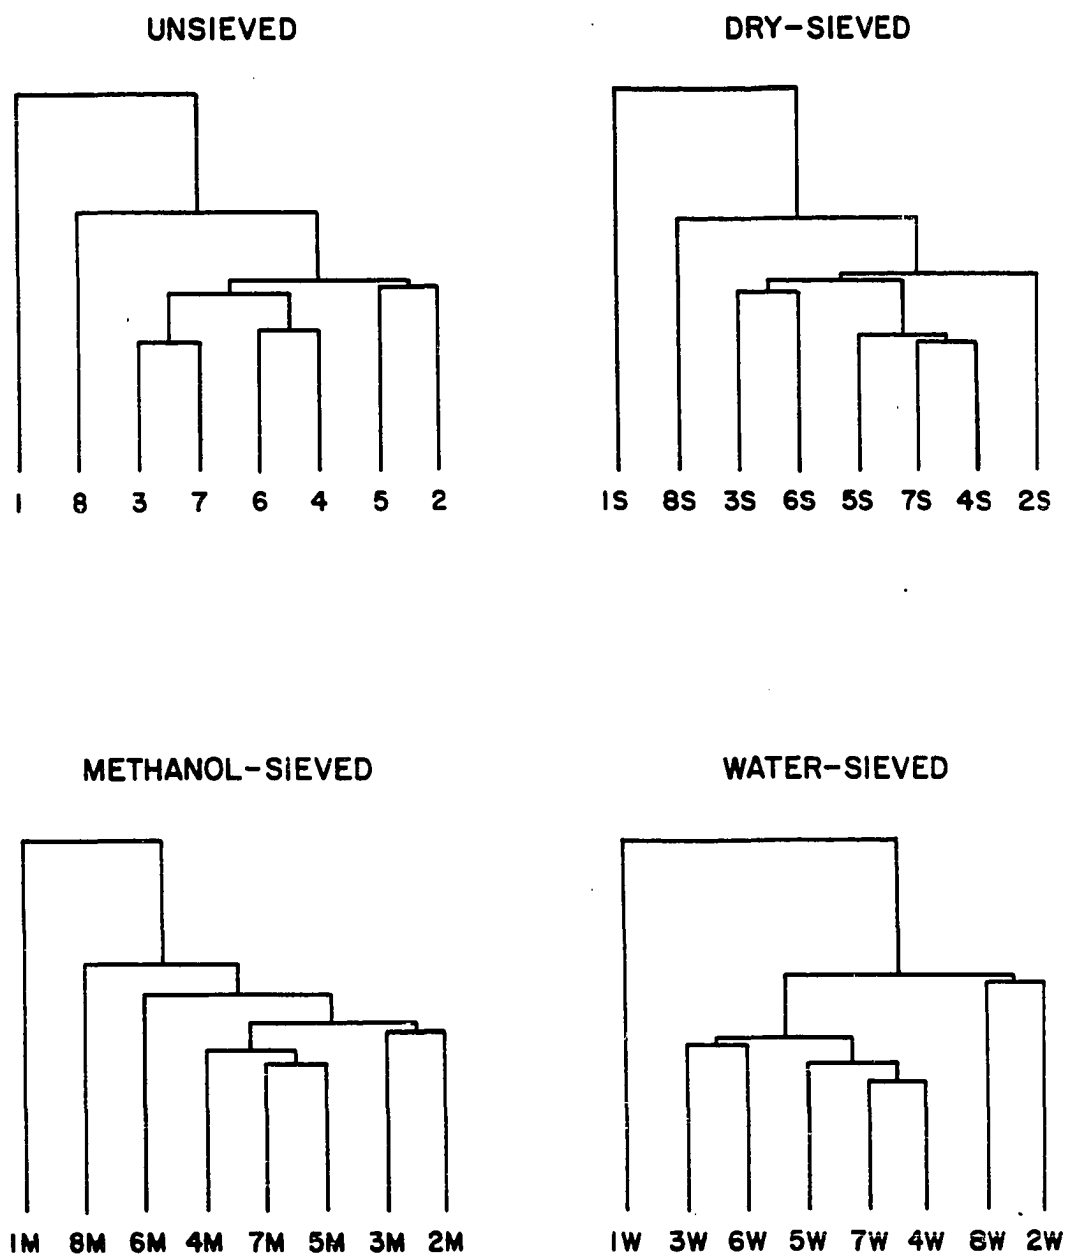 UNSIEVED
DRY-SIEVED
1 8 3 7 6 4 5 2
1S 8S 3S 6S 5S 7S 4S 2S
METHANOL-SIEVED
WATER-SIEVED
1M 8M 6M 4M 7M 5M 3M 2M
1W 3W 6W 5W 7W 4W 8W 2W